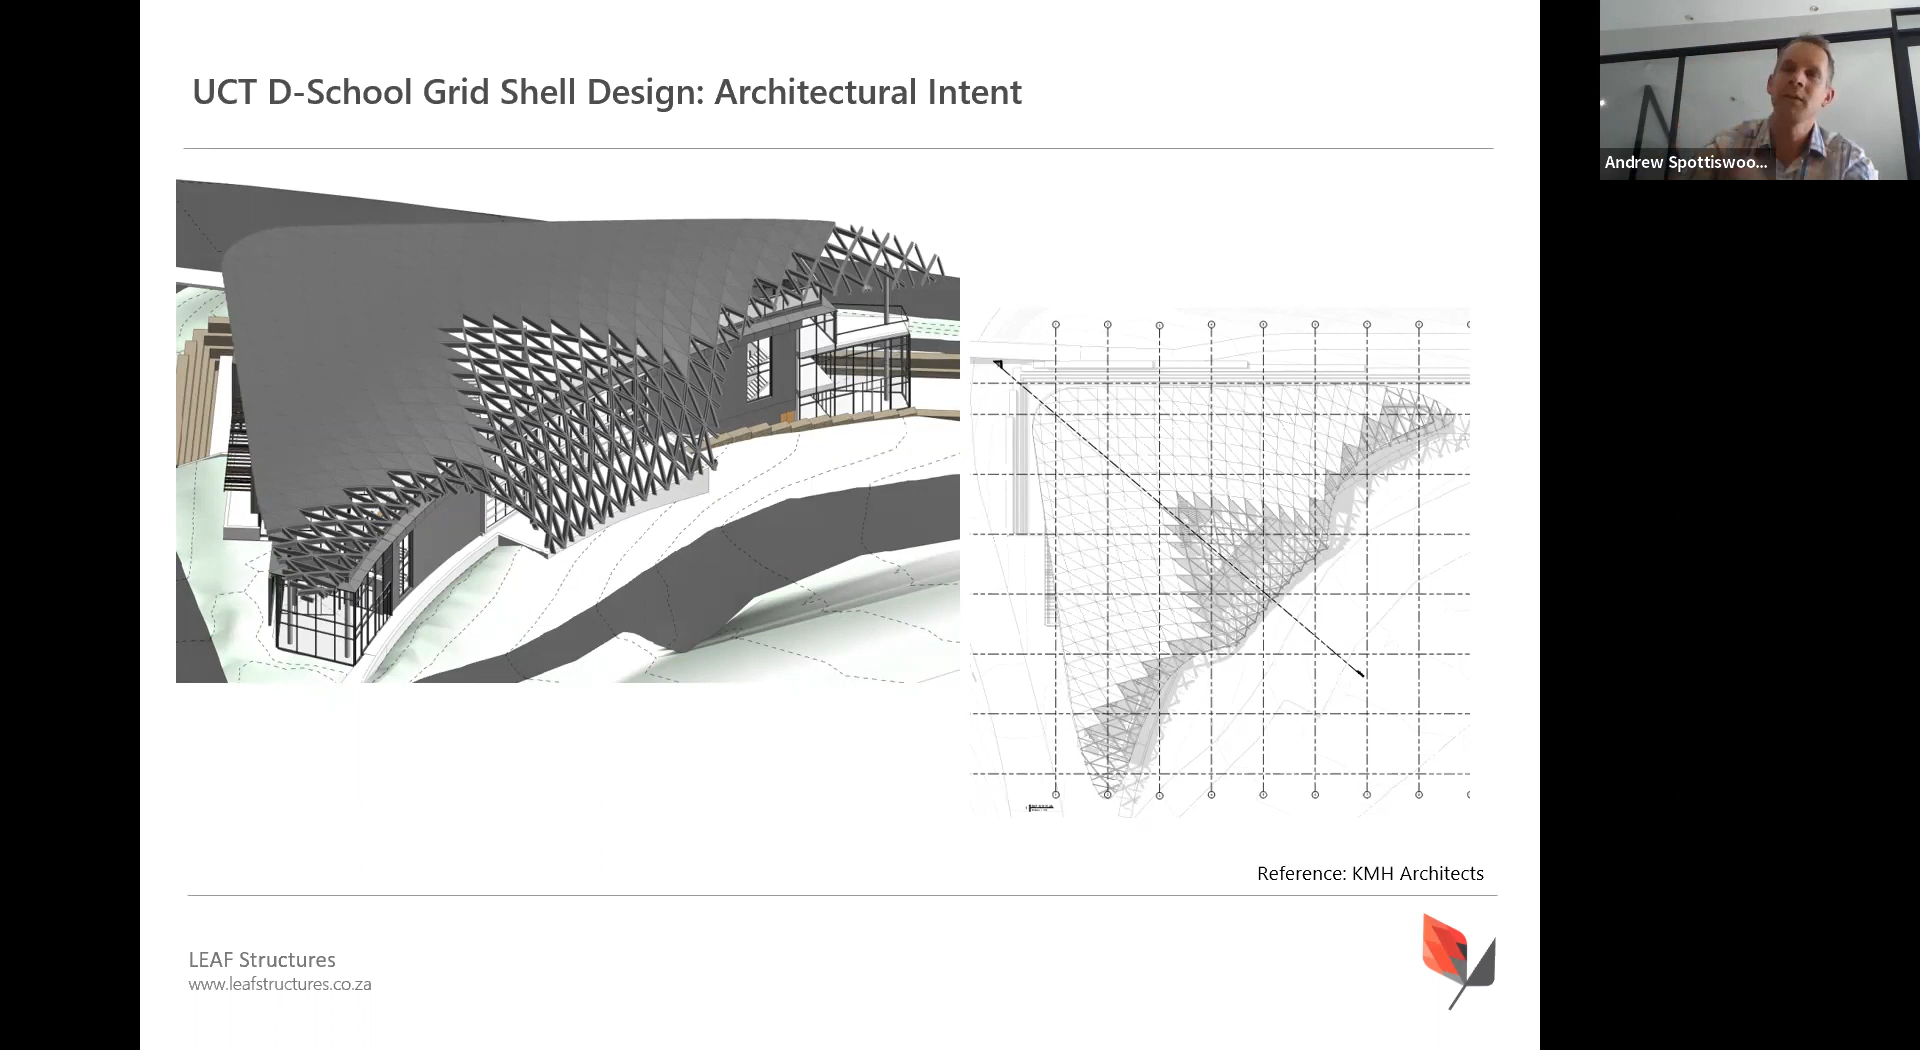 UCT D-School Grid Shell Design: Architectural Intent
Andrew Spottiswoo...
Reference: KMH Architects
LEAF Structures
www.leafstructures.co.za